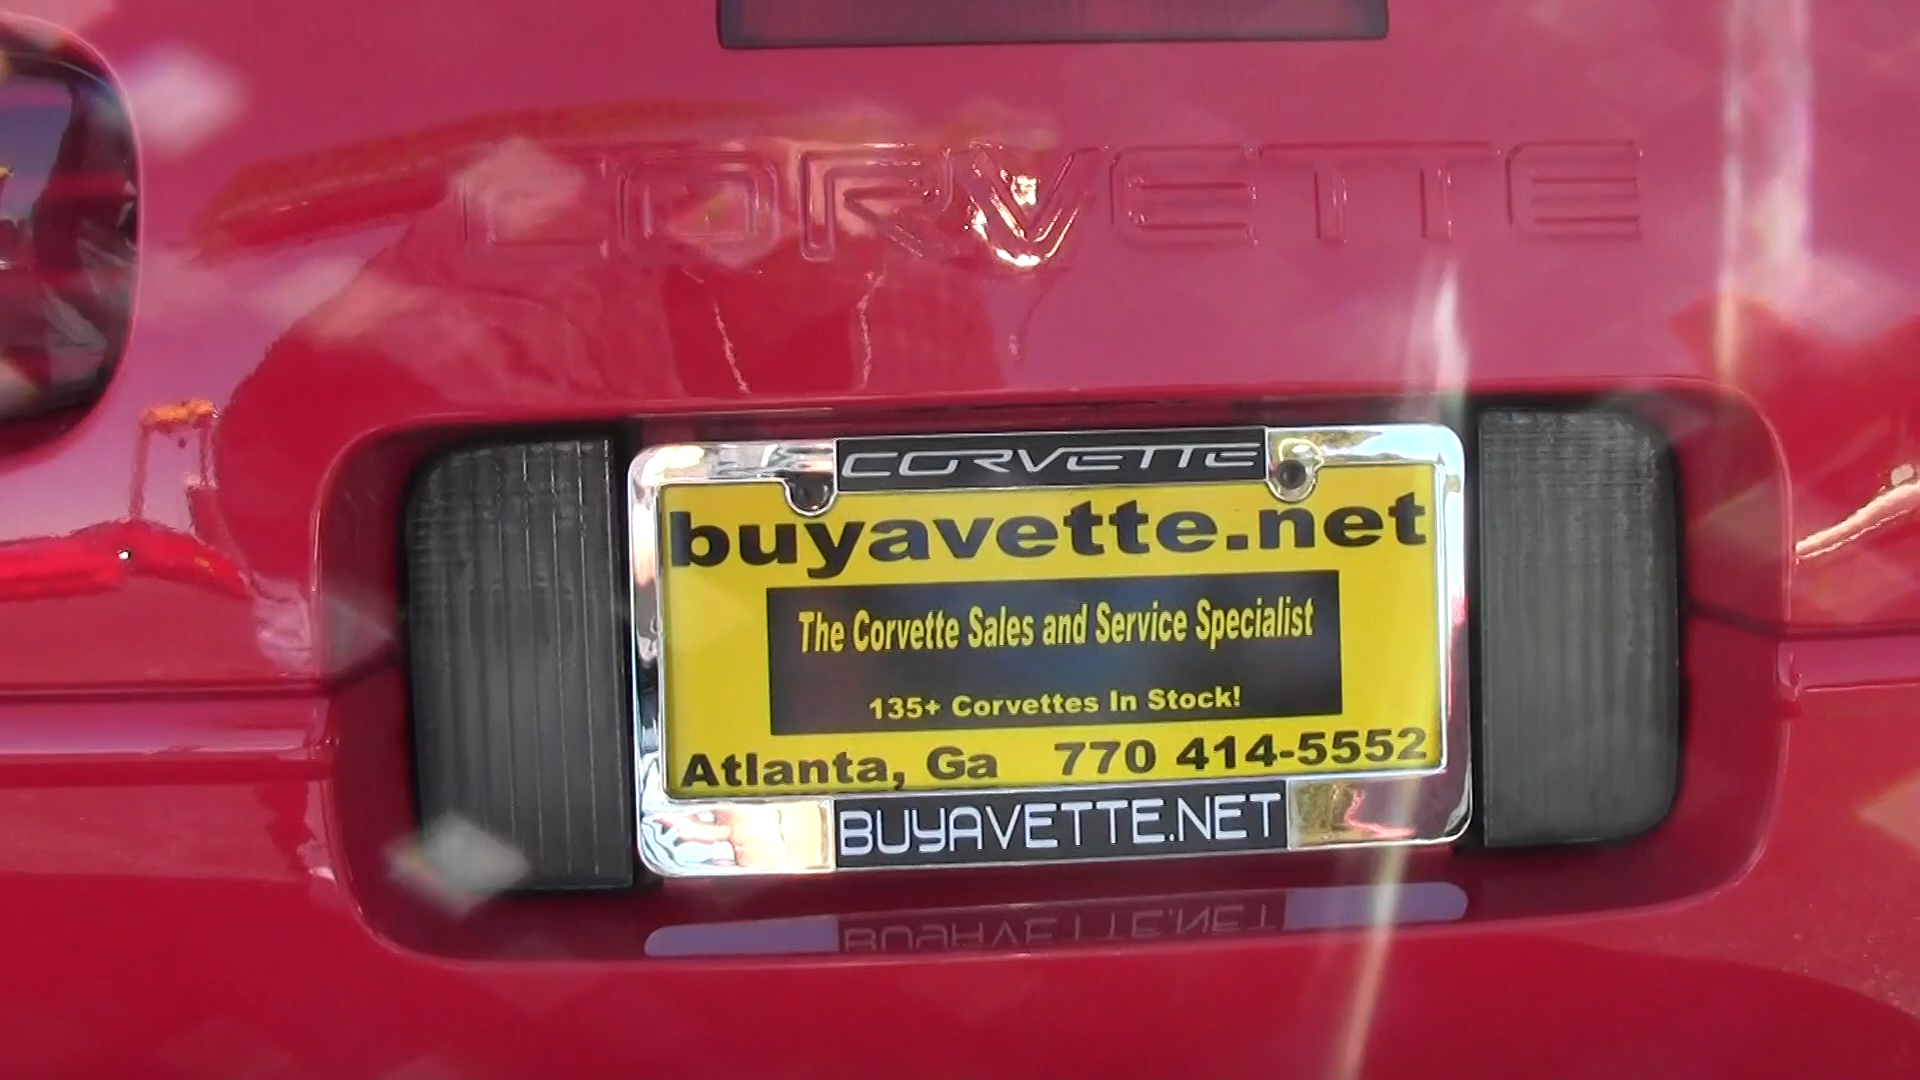 CORVETTE
CORVETTE
buyavette.net
The Corvette Sales and Service Specialist
135+ Corvettes In Stock!
Atlanta, Ga 770 414-5552
BUYAVETTE.NET